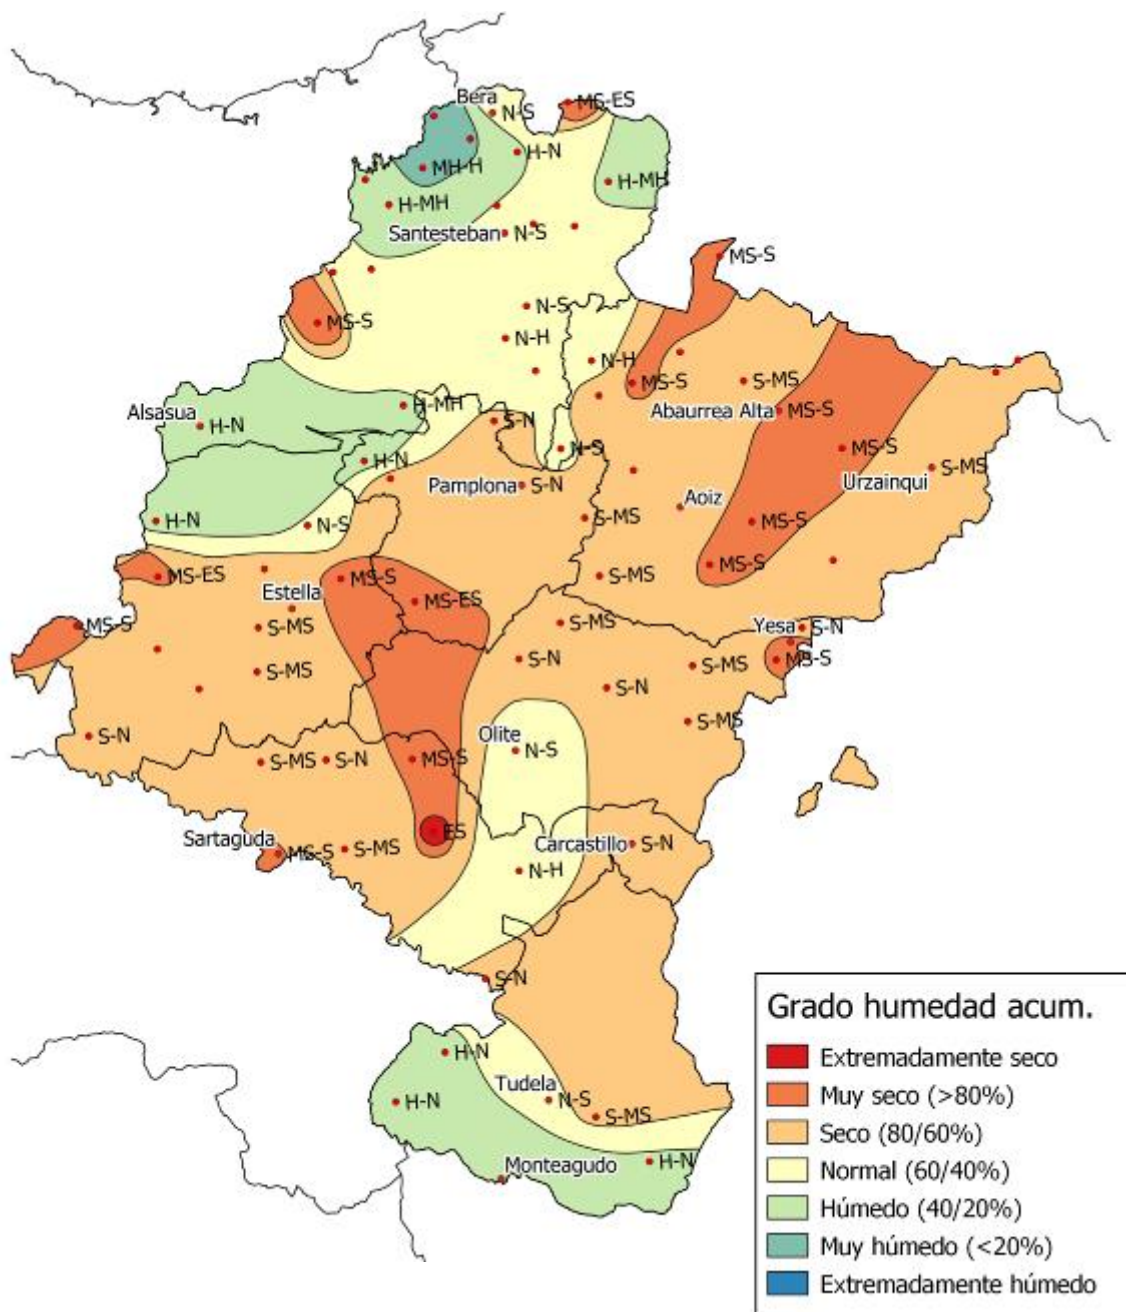 Bera
N-S
MS-ES
H-N
MH-H
H-MH
H-MH
Santesteban
N-S
MS-S
N-S
MS-S
N-H
N-H
MS-S
S-MS
Abaurrea Alta
MS-S
H-MH
Alsasua
H-N
S-N
N-S
MS-S
H-N
S-MS
Urzainqui
Pamplona
S-N
Aoiz
H-N
N-S
S-MS
MS-S
MS-S
MS-ES
MS-S
S-MS
Estella
MS-ES
MS-S
S-MS
S-MS
Yesa
S-N
S-N
S-MS
MS-S
S-MS
S-N
S-MS
S-N
Olite
N-S
S-MS
S-N
MS-S
ES
Sartaguda
MS-S
S-MS
Carcastillo
S-N
N-H
S-N
H-N
Tudela
H-N
N-S
S-MS
Monteagudo
H-N
Grado humedad acum.
Extremadamente seco
Muy seco (>80%)
Seco (80/60%)
Normal (60/40%)
Húmedo (40/20%)
Muy húmedo (<20%)
Extremadamente húmedo